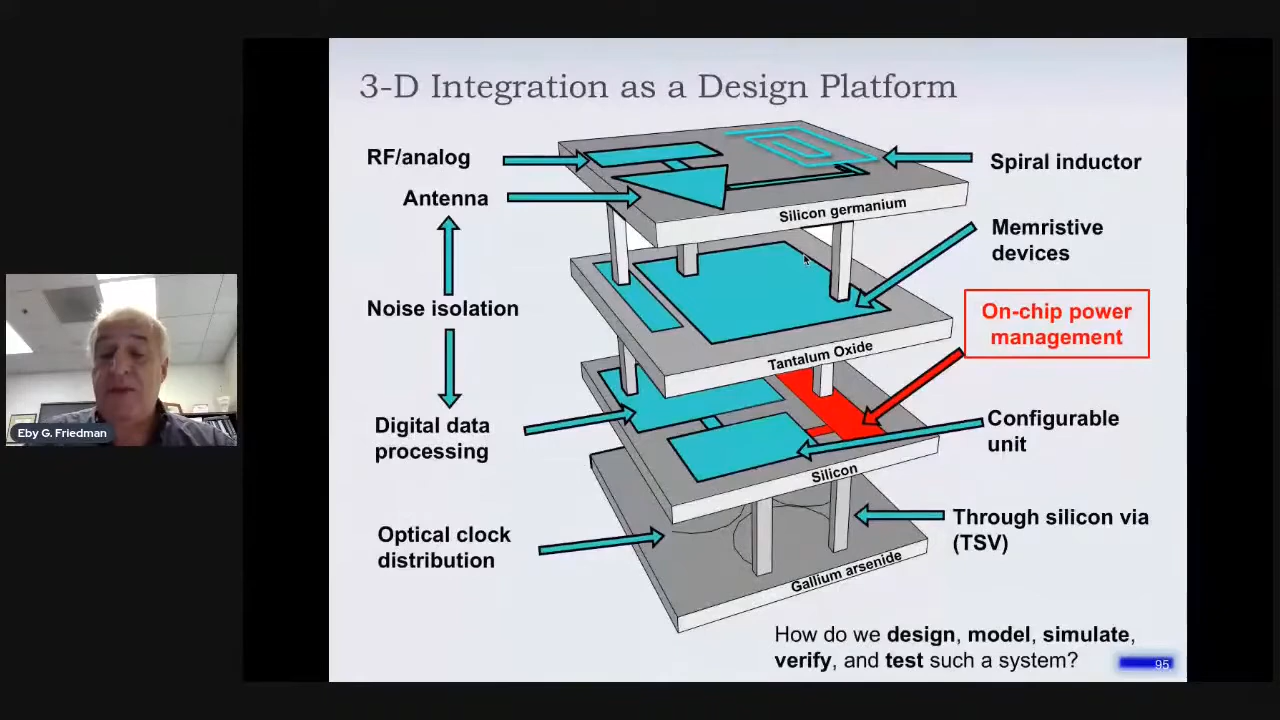 3-D Integration as a Design Platform
RF/analog
Antenna
Spiral inductor
Silicon germanium
Memristive
devices
Noise isolation
On-chip power
management
Tantalum Oxide
Digital data
processing
Configurable
unit
Silicon
Optical clock
distribution
Through silicon via
(TSV)
Gallium arsenide
How do we design, model, simulate,
verify, and test such a system?
95
Eby G. Friedman